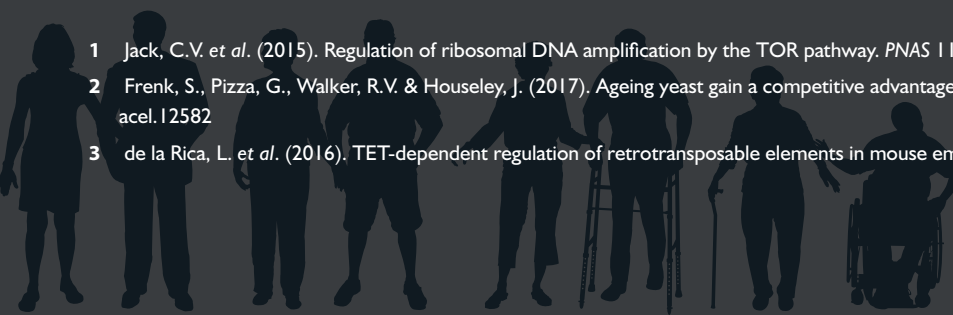 1 Jack, C.V. et al. (2015). Regulation of ribosomal DNA amplification by the TOR pathway. PNAS 11
2 Frenk, S., Pizza, G., Walker, R.V. & Houseley, J. (2017). Ageing yeast gain a competitive advantage
acel.12582
3 de la Rica, L. et al. (2016). TET-dependent regulation of retrotransposable elements in mouse em